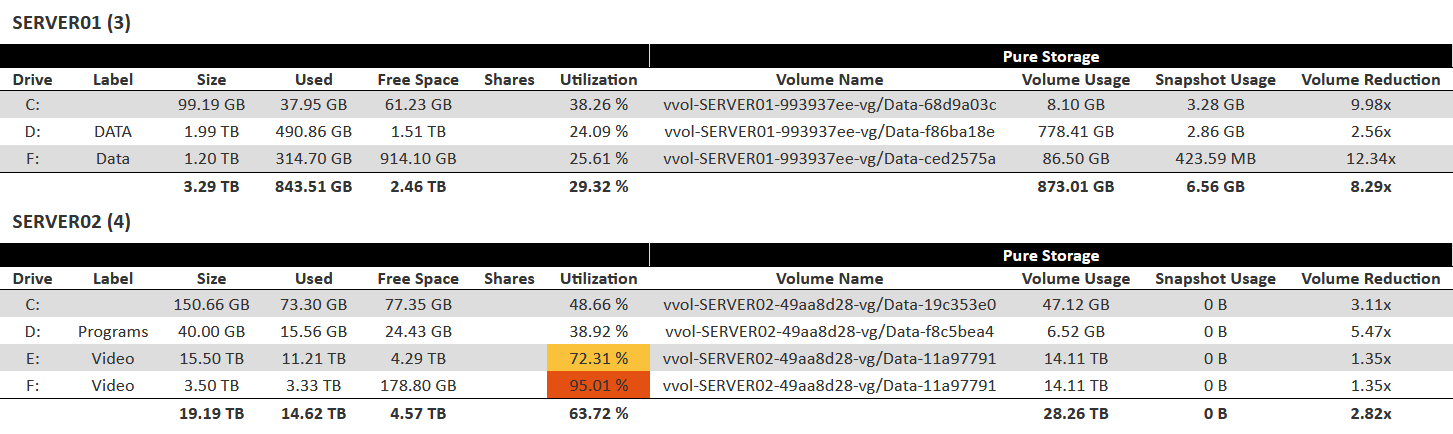 SERVER01 (3)
Pure Storage
Drive Label Size Used Free Space Shares Utilization Volume Name Volume Usage Snapshot Usage Volume Reduction
C: 99.19 GB 37.95 GB 61.23 GB 38.26 % vvol-SERVER01-993937ee-vg/Data-68d9a03c 8.10 GB 3.28 GB 9.98x
D: DATA 1.99 TB 490.86 GB 1.51 TB 24.09 % vvol-SERVER01-993937ee-vg/Data-f86ba18e 778.41 GB 2.86 GB 2.56x
F: Data 1.20 TB 314.70 GB 914.10 GB 25.61 % vvol-SERVER01-993937ee-vg/Data-ced2575a 86.50 GB 423.59 MB 12.34x
3.29 TB 843.51 GB 2.46 TB 29.32 % 873.01 GB 6.56 GB 8.29x
SERVER02 (4)
Pure Storage
Drive Label Size Used Free Space Shares Utilization Volume Name Volume Usage Snapshot Usage Volume Reduction
C: 150.66 GB 73.30 GB 77.35 GB 48.66 % vvol-SERVER02-49aa8d28-vg/Data-19c353e0 47.12 GB 0 B 3.11x
D: Programs 40.00 GB 15.56 GB 24.43 GB 38.92 % vvol-SERVER02-49aa8d28-vg/Data-f8c5bea4 6.52 GB 0 B 5.47x
E: Video 15.50 TB 11.21 TB 4.29 TB 72.31 % vvol-SERVER02-49aa8d28-vg/Data-11a97791 14.11 TB 0 B 1.35x
F: Video 3.50 TB 3.33 TB 178.80 GB 95.01 % vvol-SERVER02-49aa8d28-vg/Data-11a97791 14.11 TB 0 B 1.35x
19.19 TB 14.62 TB 4.57 TB 63.72 % 28.26 TB 0 B 2.82x